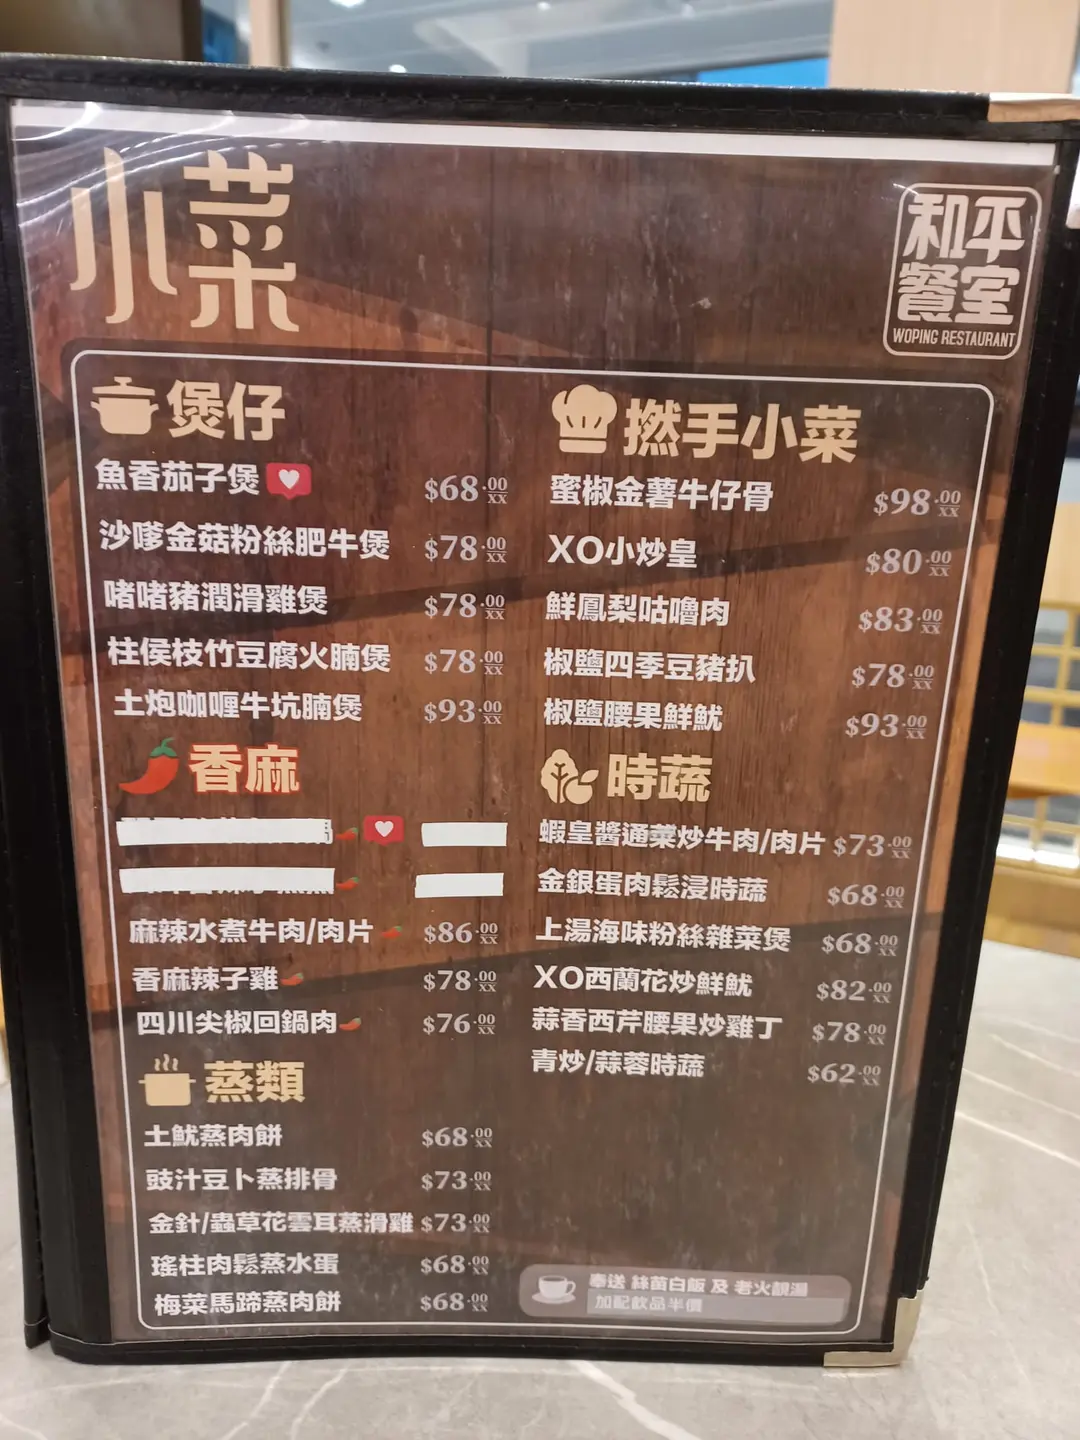 小菜
和平
餐室
WOPING RESTAURANT
煲仔
魚香茄子煲 $68.00
沙嗲金菇粉絲肥牛煲 $78.00
啫啫豬潤滑雞煲 $78.00
柱侯枝竹豆腐火腩煲 $78.00
土炮咖喱牛坑腩煲 $93.00
香麻
麻辣水煮牛肉/肉片 $86.00
香麻辣子雞 $78.00
四川尖椒回鍋肉 $76.00
蒸類
土魷蒸肉餅 $68.00
豉汁豆卜蒸排骨 $73.00
金針/蟲草花雲耳蒸滑雞 $73.00
瑤柱肉鬆蒸水蛋 $68.00
梅菜馬蹄蒸肉餅 $68.00
撚手小菜
蜜椒金薯牛仔骨 $98.00
XO小炒皇 $80.00
鮮鳳梨咕嚕肉 $83.00
椒鹽四季豆豬扒 $78.00
椒鹽腰果鮮魷 $93.00
時蔬
蝦皇醬通菜炒牛肉/肉片 $73.00
金銀蛋肉鬆浸時蔬 $68.00
上湯海味粉絲雜菜煲 $68.00
XO西蘭花炒鮮魷 $82.00
蒜香西芹腰果炒雞丁 $78.00
青炒/蒜蓉時蔬 $62.00
奉送 絲苗白飯 及 老火靚湯
加配飲品半價